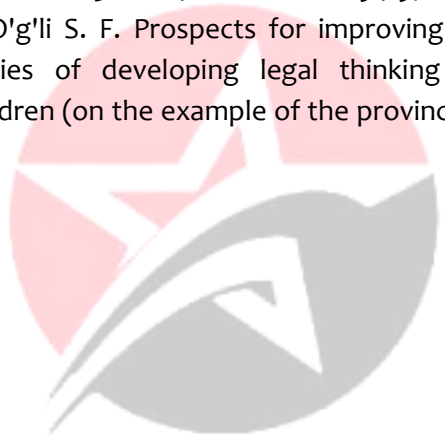 O'g'li S. F. Prospects for improving
ies of developing legal thinking
dren (on the example of the provinc